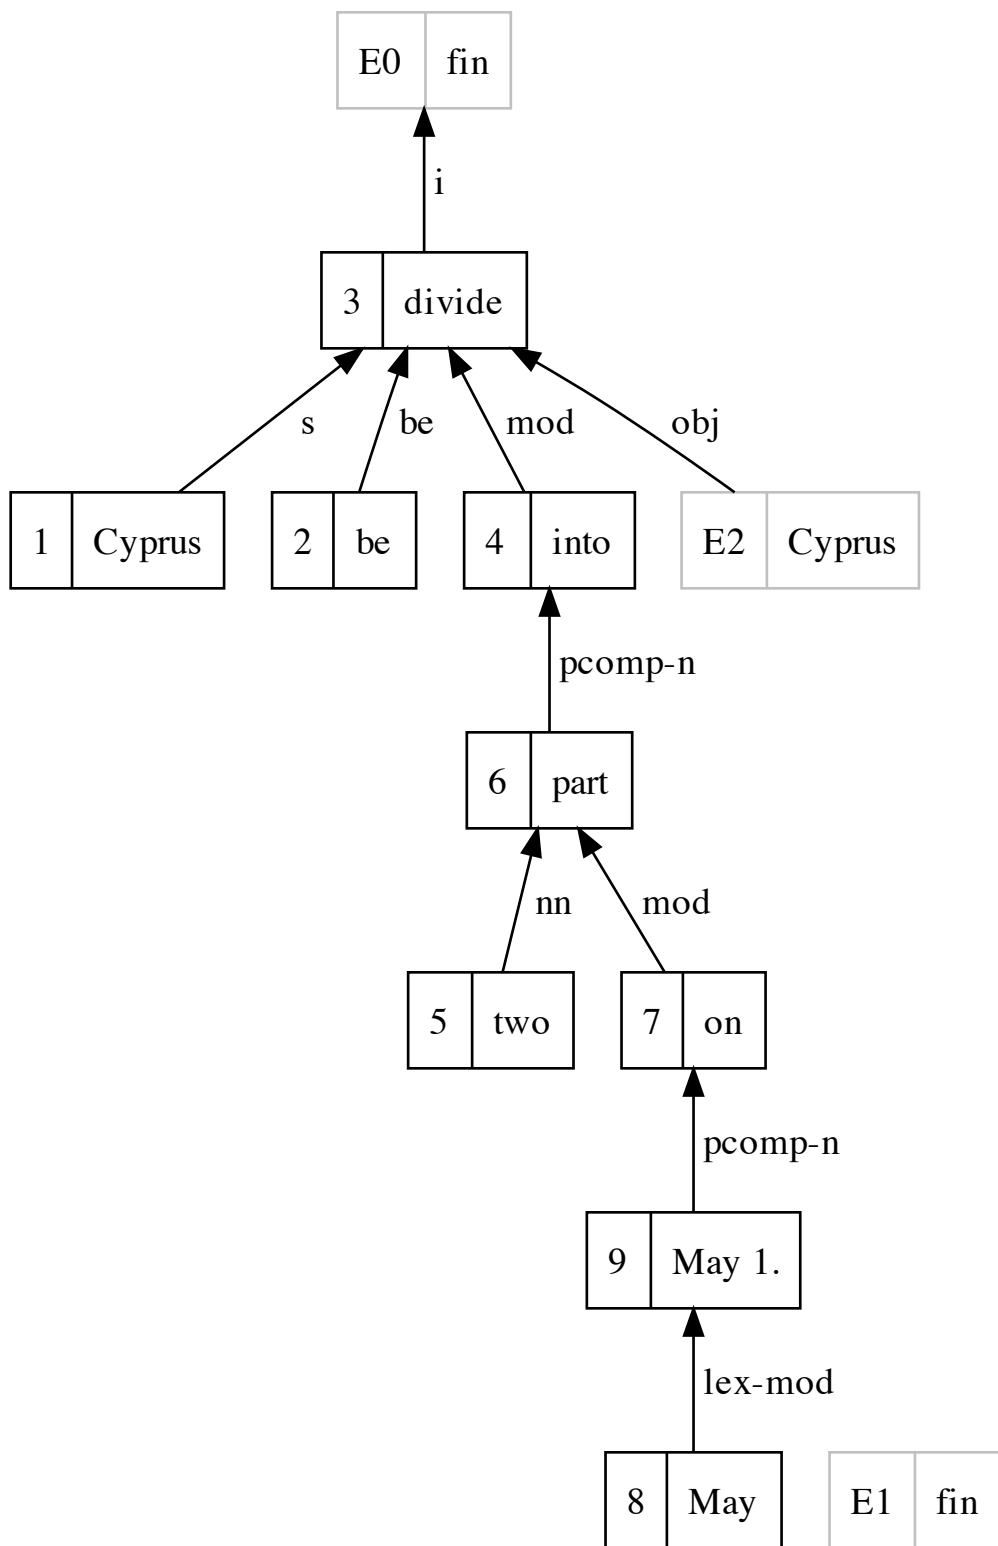 E0 fin
i
3 divide
s be mod obj
1 Cyprus 2 be 4 into E2 Cyprus
pcomp-n
6 part
nn mod
5 two 7 on
pcomp-n
9 May 1.
lex-mod
8 May E1 fin